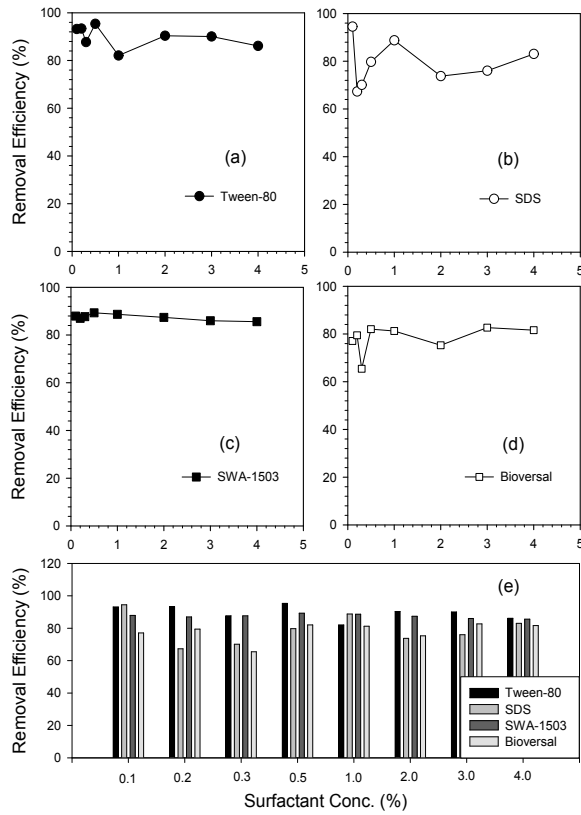 Removal Efficiency (%)
100
80
60
40
20
0
0 1 2 3 4 5
(a)
Tween-80
100
80
60
40
20
0
0 1 2 3 4 5
(b)
SDS
Removal Efficiency (%)
100
80
60
40
20
0
0 1 2 3 4 5
(c)
SWA-1503
100
80
60
40
20
0
0 1 2 3 4 5
(d)
Bioversal
Removal Efficiency (%)
120
100
80
60
40
20
0
(e)
Tween-80
SDS
SWA-1503
Bioversal
0.1 0.2 0.3 0.5 1.0 2.0 3.0 4.0
Surfactant Conc. (%)